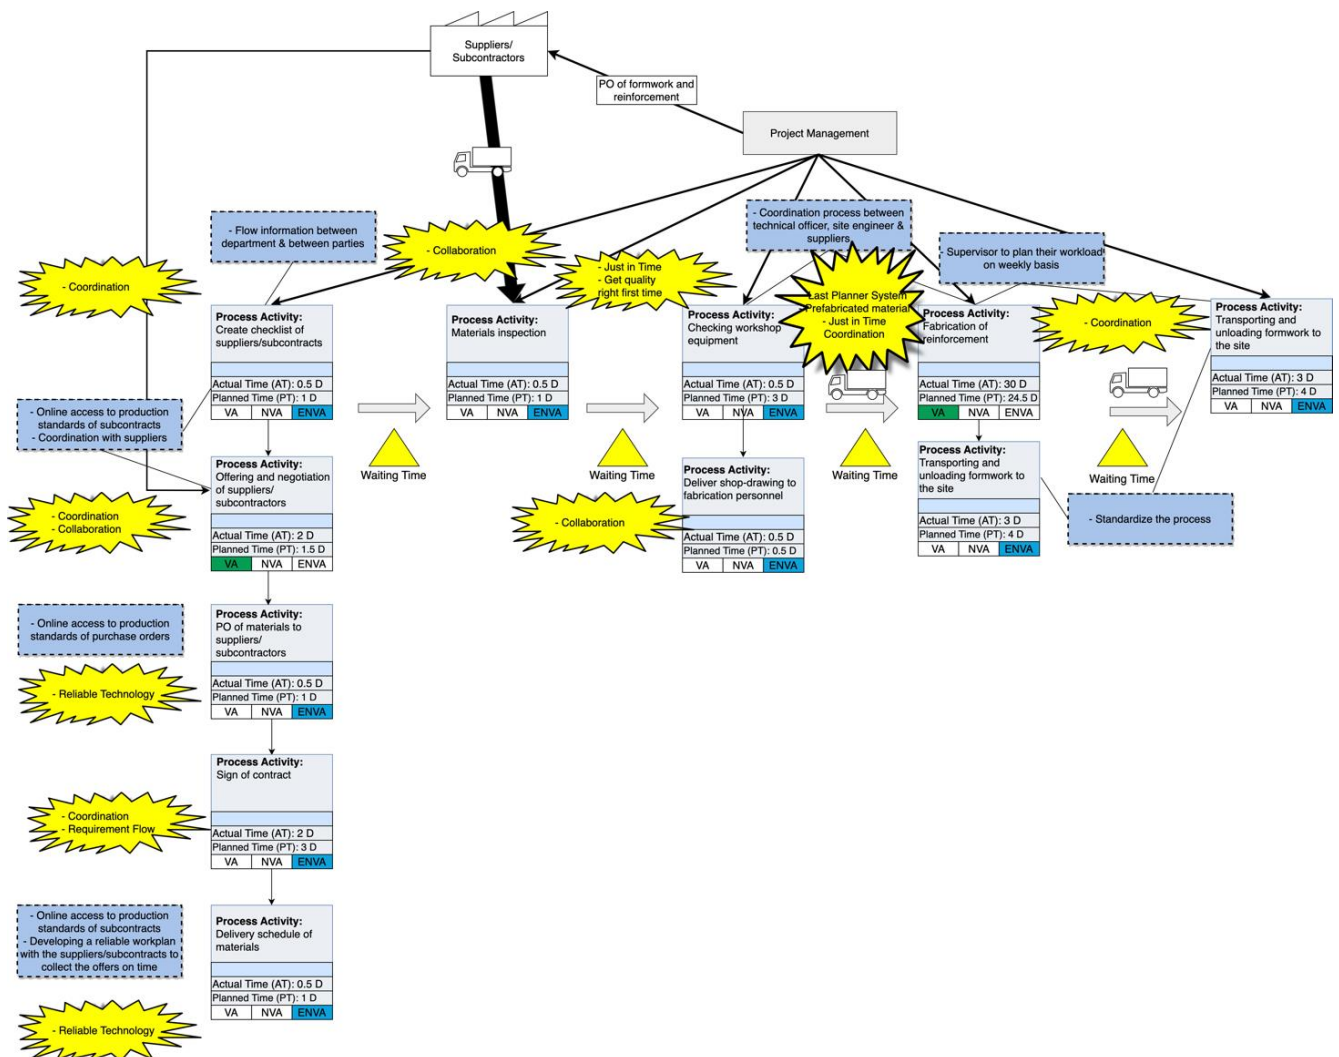 Suppliers/
Subcontractors
PO of formwork and
reinforcement
Project Management
- Flow information between
department & between parties
- Collaboration
- Coordination process between
technical officer, site engineer &
suppliers
- Supervisor to plan their workload
on weekly basis
- Coordination
- Just in Time
- Get quality
right first time
Last Planner System
- Prefabricated material
- Just in Time
Coordination
- Coordination
Process Activity:
Create checklist of
suppliers/subcontracts
Actual Time (AT): 0.5 D
Planned Time (PT): 1 D
VA NVA ENVA
Process Activity:
Materials inspection
Actual Time (AT): 0.5 D
Planned Time (PT): 1 D
VA NVA ENVA
Process Activity:
Checking workshop
equipment
Actual Time (AT): 0.5 D
Planned Time (PT): 3 D
VA NVA ENVA
Process Activity:
Fabrication of
reinforcement
Actual Time (AT): 30 D
Planned Time (PT): 24.5 D
VA NVA ENVA
Process Activity:
Transporting and
unloading formwork to
the site
Actual Time (AT): 3 D
Planned Time (PT): 4 D
VA NVA ENVA
- Online access to production
standards of subcontracts
- Coordination with suppliers
Waiting Time
Waiting Time
Waiting Time
Waiting Time
Process Activity:
Offering and negotiation
of suppliers/
subcontractors
Actual Time (AT): 2 D
Planned Time (PT): 1.5 D
VA NVA ENVA
- Coordination
- Collaboration
- Collaboration
Process Activity:
Deliver shop-drawing to
fabrication personnel
Actual Time (AT): 0.5 D
Planned Time (PT): 0.5 D
VA NVA ENVA
Process Activity:
Transporting and
unloading formwork to
the site
Actual Time (AT): 3 D
Planned Time (PT): 4 D
VA NVA ENVA
- Standardize the process
- Online access to production
standards of purchase orders
- Reliable Technology
Process Activity:
PO of materials to
suppliers/
subcontractors
Actual Time (AT): 0.5 D
Planned Time (PT): 1 D
VA NVA ENVA
- Coordination
- Requirement Flow
Process Activity:
Sign of contract
Actual Time (AT): 2 D
Planned Time (PT): 3 D
VA NVA ENVA
- Online access to production
standards of subcontracts
- Developing a reliable workplan
with the suppliers/subcontracts to
collect the offers on time
- Reliable Technology
Process Activity:
Delivery schedule of
materials
Actual Time (AT): 0.5 D
Planned Time (PT): 1 D
VA NVA ENVA